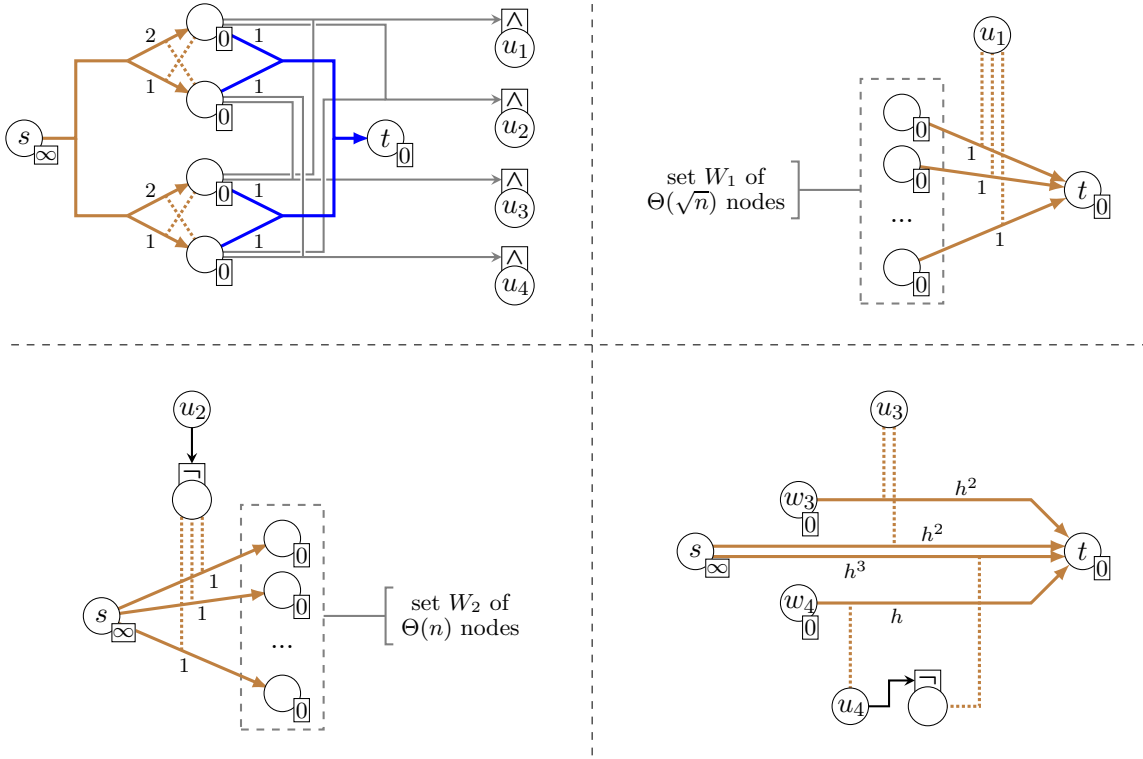 2
1
0
1
∧
u₁
1
0
∧
u₂
s
∞
t
0
2
1
0
1
∧
u₃
1
0
∧
u₄
u₁
0
1
0
1
t
0
set W₁ of
Θ(√n) nodes
...
1
0
u₂
¬
0
1
0
1
s
∞
set W₂ of
Θ(n) nodes
...
1
0
u₃
w₃
0
h²
s
∞
h²
h³
t
0
w₄
0
h
u₄
¬